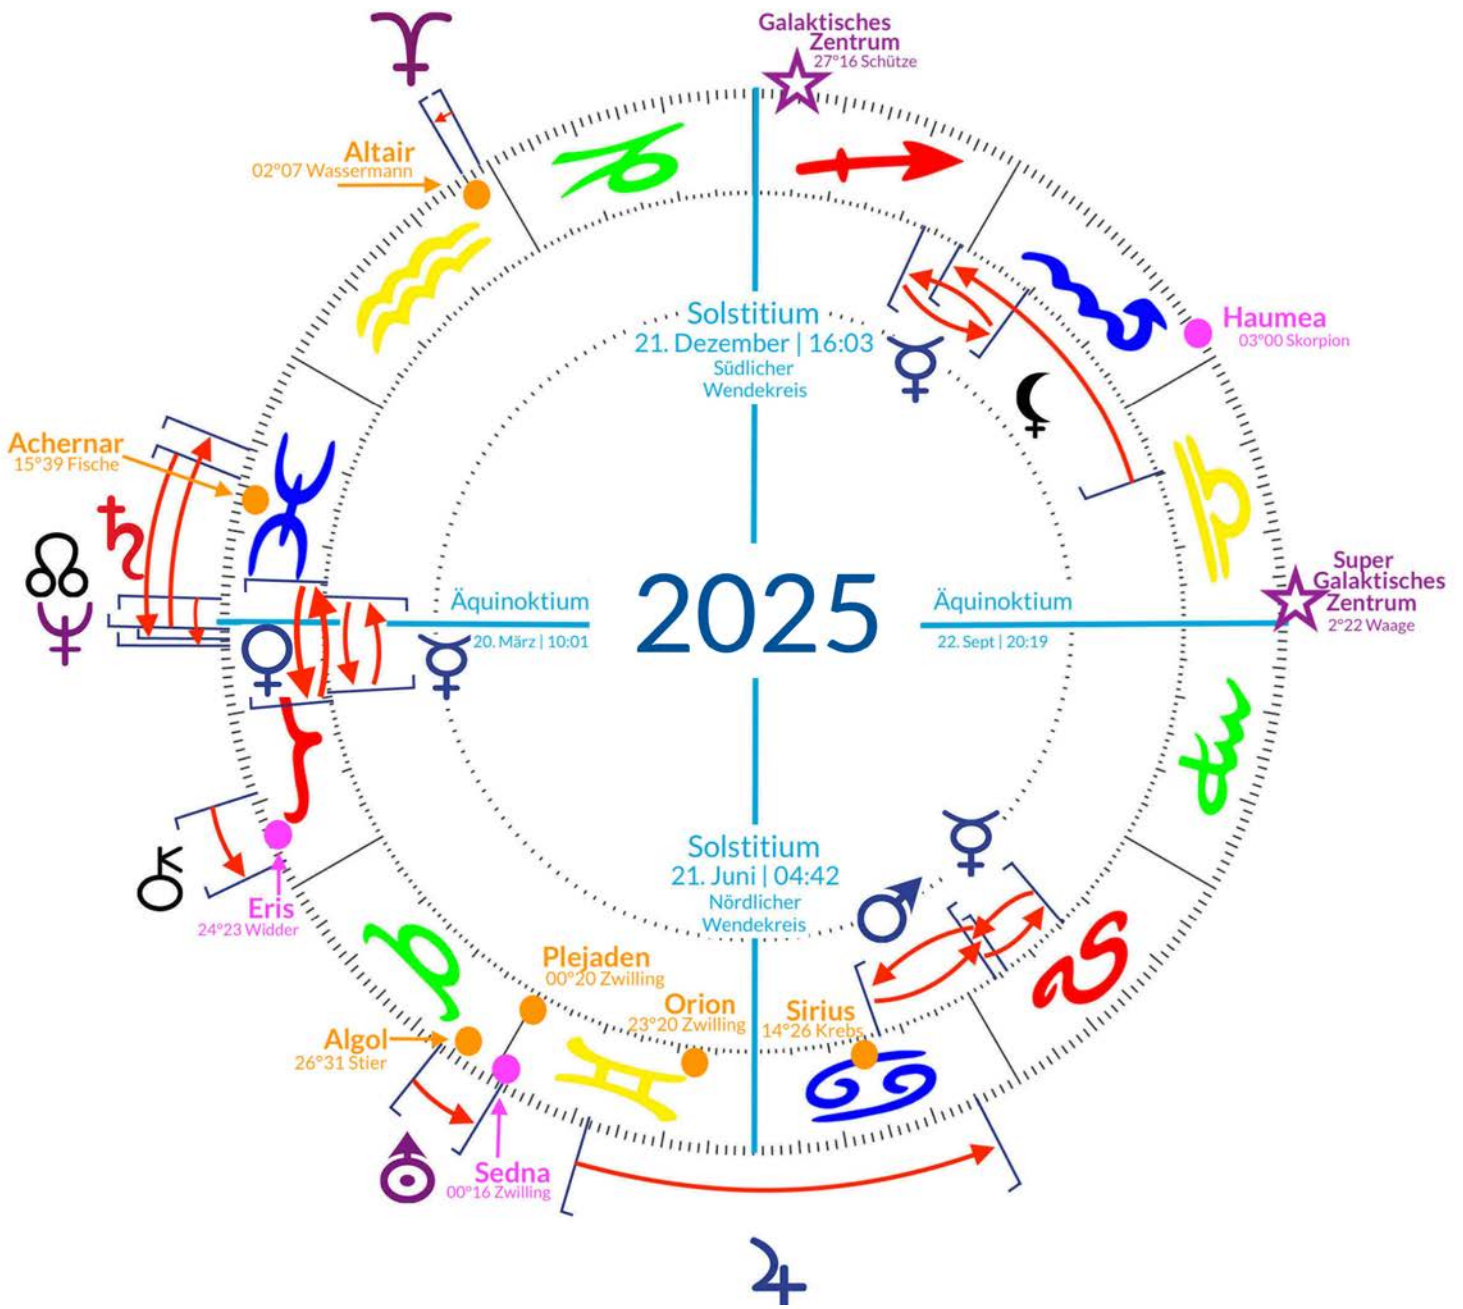 Galaktisches
Zentrum
27°16 Schütze
Altair
02°07 Wassermann
Solstitium
21. Dezember | 16:03
Südlicher
Wendekreis
Haumea
03°00 Skorpion
Achernar
15°39 Fische
Äquinoktium
20. März | 10:01
2025
Äquinoktium
22. Sept | 20:19
Super
Galaktisches
Zentrum
2°22 Waage
Solstitium
21. Juni | 04:42
Nördlicher
Wendekreis
Eris
24°23 Widder
Plejaden
00°20 Zwilling
Orion
23°20 Zwilling
Sirius
14°26 Krebs
Algol
26°31 Stier
Sedna
00°16 Zwilling